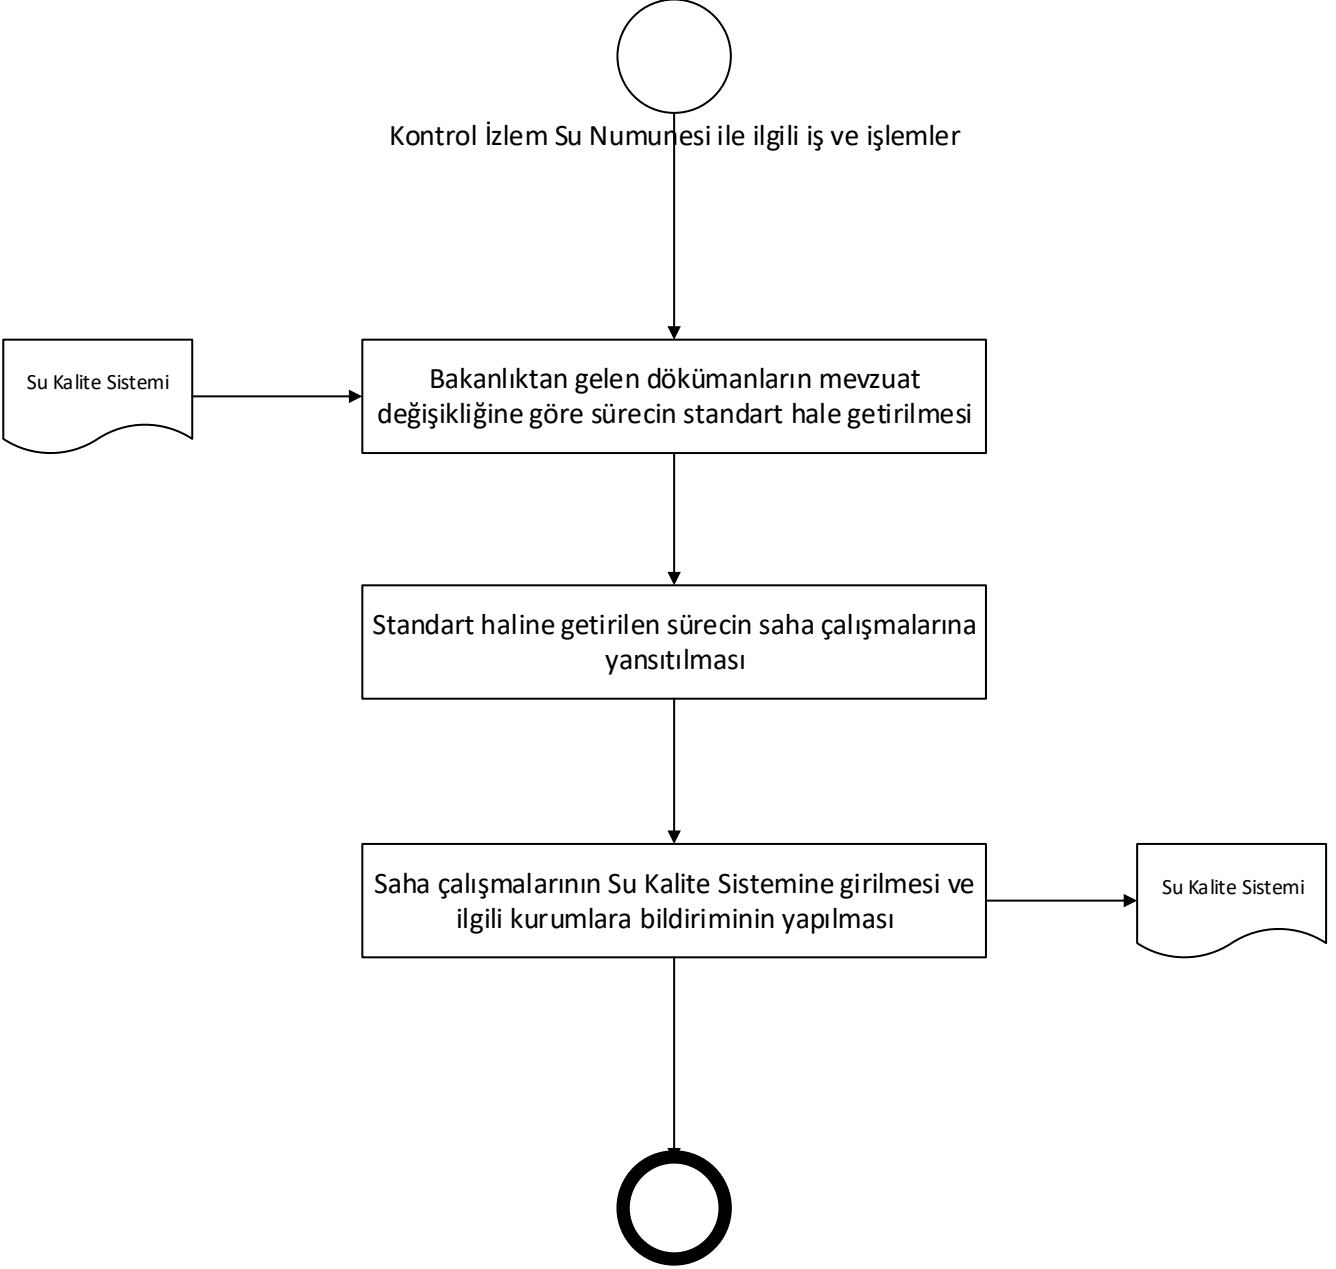 Kontrol İzlem Su Numunesi ile ilgili iş ve işlemler
Su Kalite Sistemi
Bakanlıktan gelen dökümanların mevzuat
değişikliğine göre sürecin standart hale getirilmesi
Standart haline getirilen sürecin saha çalışmalarına
yansıtılması
Saha çalışmalarının Su Kalite Sistemine girilmesi ve
ilgili kurumlara bildiriminin yapılması
Su Kalite Sistemi